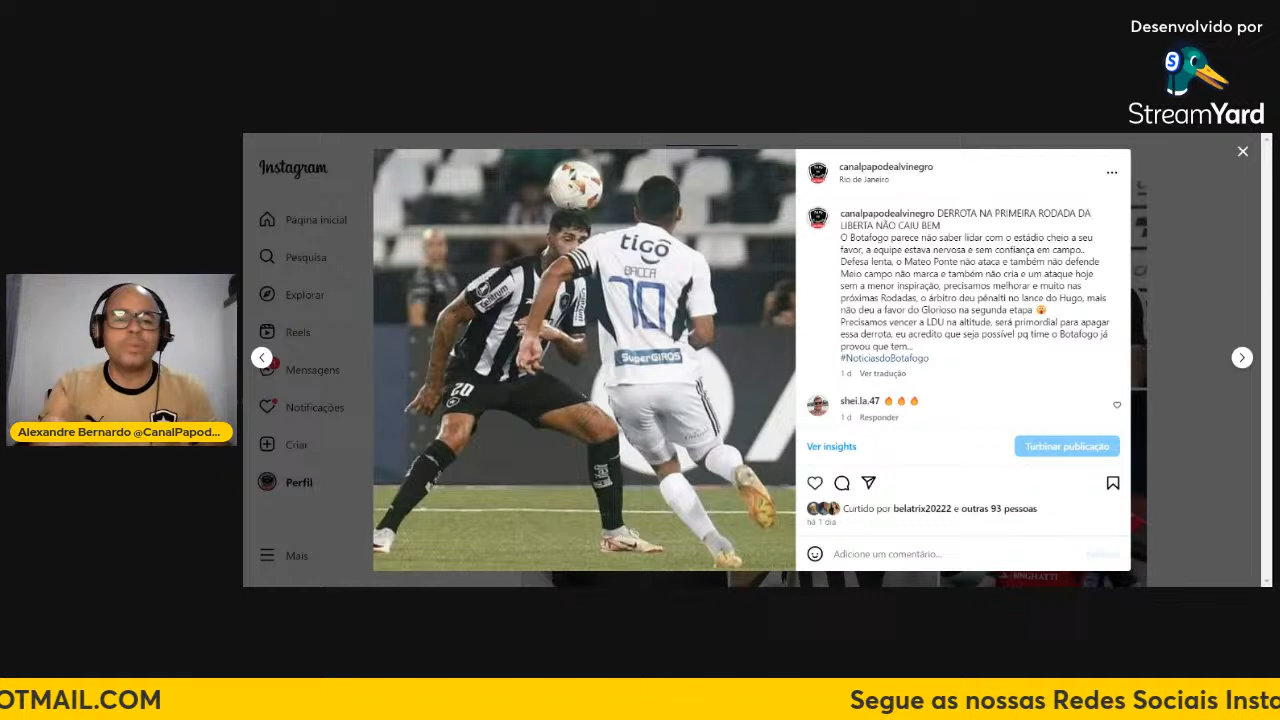 Desenvolvido por
StreamYard
Instagram
Página inicial
Pesquisa
Explorar
Reels
Mensagens
Notificações
Criar
Perfil
Mais
tigo
BACCA
70
SuperGIROS
20
canalpapodealvinegro
Rio de Janeiro
canalpapodealvinegro DERROTA NA PRIMEIRA RODADA DA
LIBERTA NÃO CAIU BEM
O Botafogo parece não saber lidar com o estádio cheio a seu
favor, a equipe estava nervosa e sem confiança em campo.
Defesa lenta, o Mateo Ponte não ataca e também não defende
Meio campo não marca e também não cria e um ataque hoje
sem a menor inspiração, precisamos melhorar e muito nas
próximas Rodadas, o árbitro deu pênalti no lance do Hugo, mais
não deu a favor do Glorioso na segunda etapa 😩
Precisamos vencer a LDU na altitude, será primordial para apagar
essa derrota, eu acredito que seja possível pq time o Botafogo já
provou que tem...
#NoticiasdoBotafogo
1 d Ver tradução
shei.la.47 🔥🔥🔥
1 d Responder
Ver insights
Turbinar publicação
Curtido por belatrix20222 e outras 93 pessoas
há 1 dia
Adicione um comentário...
Alexandre Bernardo @CanalPapod...
OTMAIL.COM
Segue as nossas Redes Sociais Insta